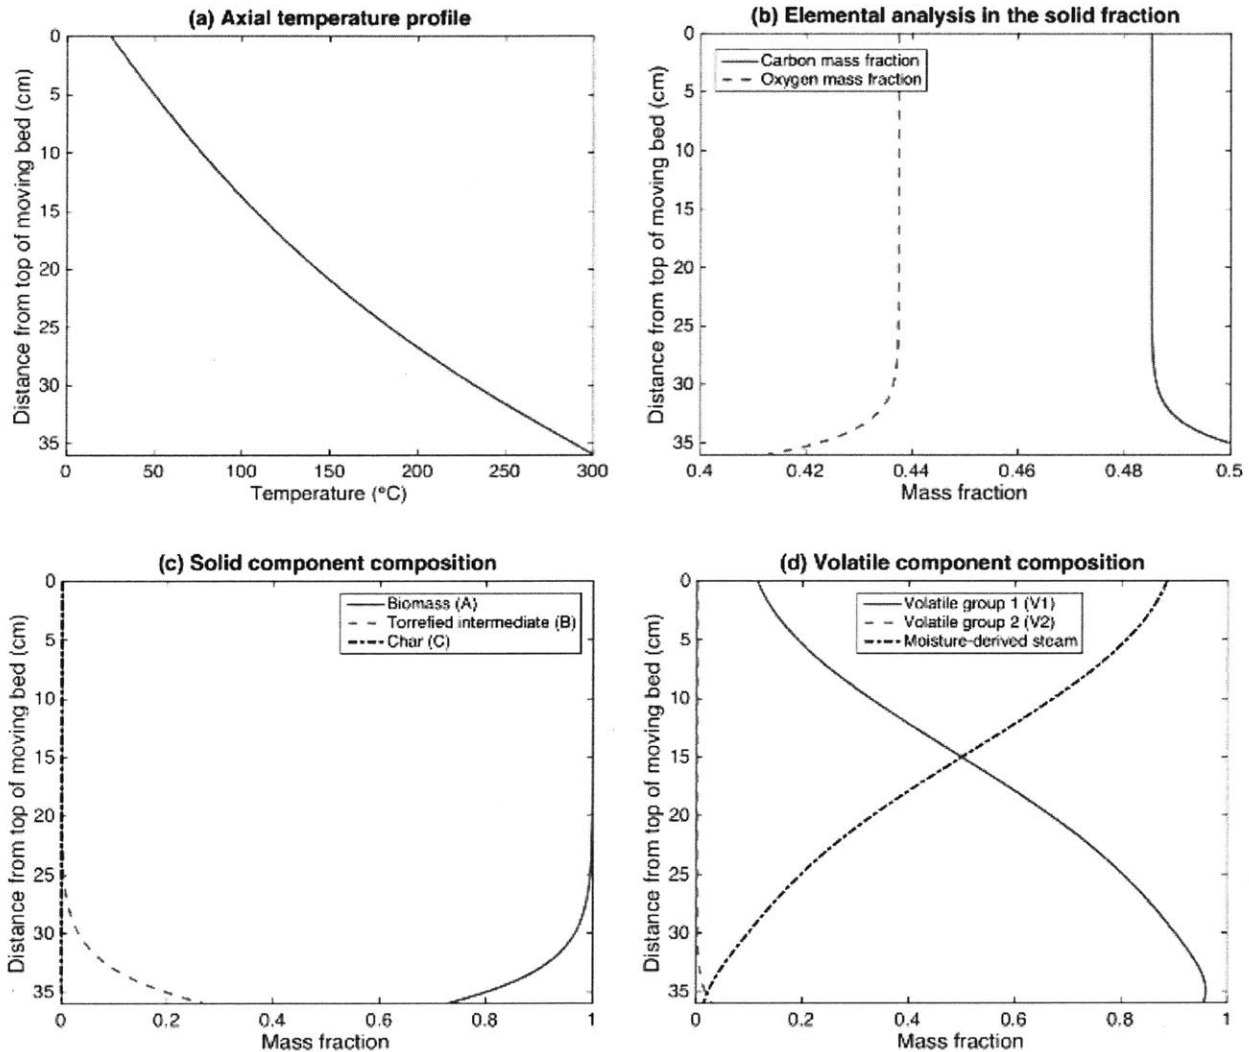 (a) Axial temperature profile
Distance from top of moving bed (cm)
0
5
10
15
20
25
30
35
0 50 100 150 200 250 300
Temperature (°C)
(b) Elemental analysis in the solid fraction
Distance from top of moving bed (cm)
Carbon mass fraction
Oxygen mass fraction
0
5
10
15
20
25
30
35
0.4 0.42 0.44 0.46 0.48 0.5
Mass fraction
(c) Solid component composition
Distance from top of moving bed (cm)
Biomass (A)
Torrefied intermediate (B)
Char (C)
0
5
10
15
20
25
30
35
0 0.2 0.4 0.6 0.8 1
Mass fraction
(d) Volatile component composition
Distance from top of moving bed (cm)
Volatile group 1 (V1)
Volatile group 2 (V2)
Moisture-derived steam
0
5
10
15
20
25
30
35
0 0.2 0.4 0.6 0.8 1
Mass fraction